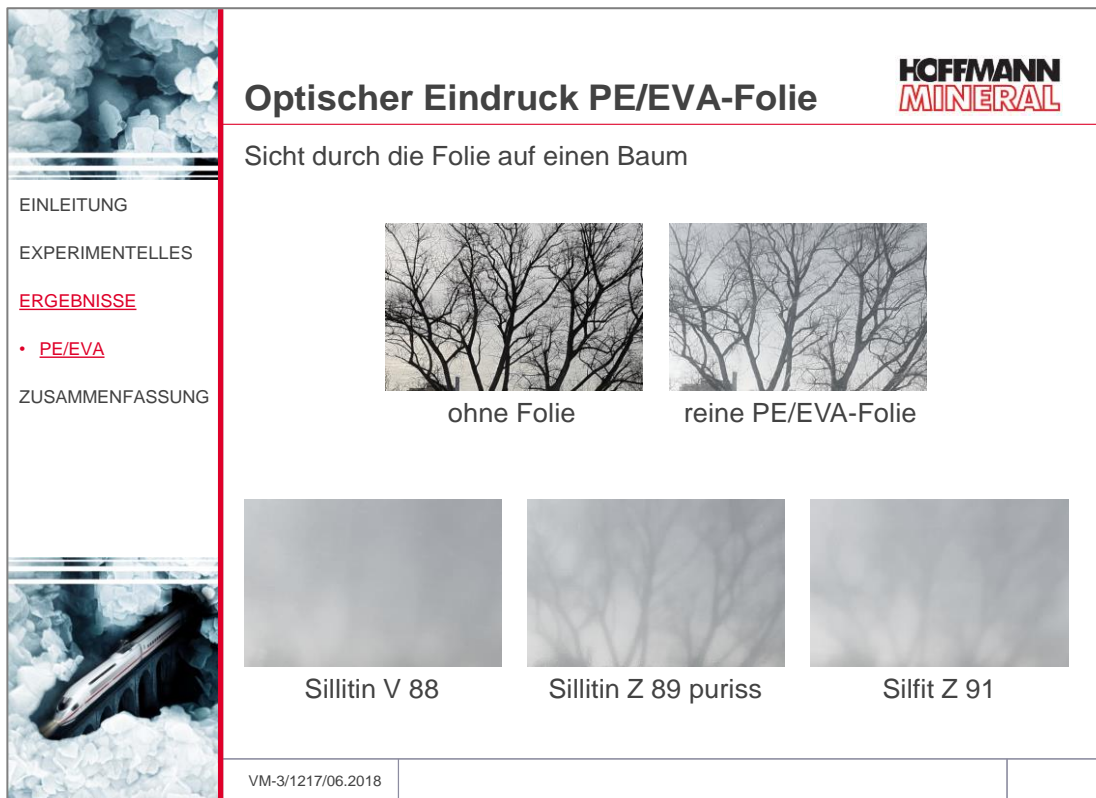 Optischer Eindruck PE/EVA-Folie
HOFFMANN
MINERAL
Sicht durch die Folie auf einen Baum
EINLEITUNG
EXPERIMENTELLES
ERGEBNISSE
• PE/EVA
ZUSAMMENFASSUNG
ohne Folie
reine PE/EVA-Folie
Sillitin V 88
Sillitin Z 89 puriss
Silfit Z 91
VM-3/1217/06.2018